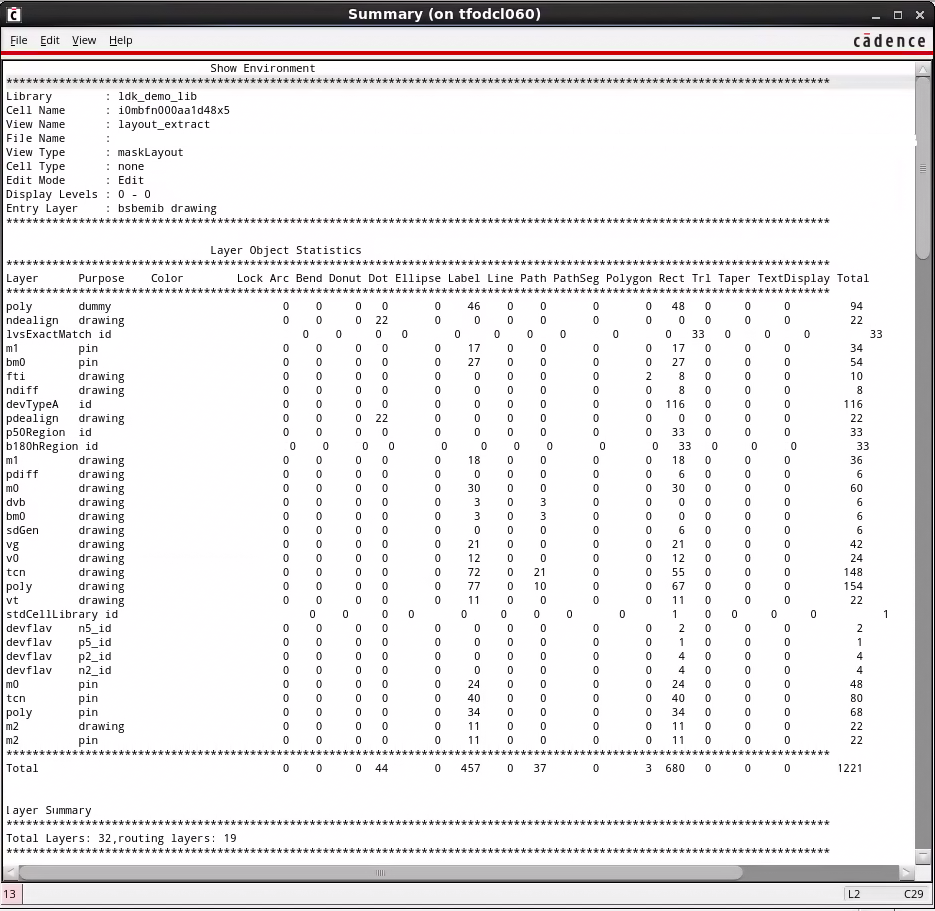 Summary (on tfodcl060)
File Edit View Help cādence
Show Environment
*****************************************************************************************************************************
Library : ldk_demo_lib
Cell Name : i0mbfn000aa1d48x5
View Name : layout_extract
File Name :
View Type : maskLayout
Cell Type : none
Edit Mode : Edit
Display Levels : 0 - 0
Entry Layer : bsbemib drawing
*****************************************************************************************************************************
Layer Object Statistics
*****************************************************************************************************************************
Layer Purpose Color Lock Arc Bend Donut Dot Ellipse Label Line Path PathSeg Polygon Rect Trl Taper TextDisplay Total
*****************************************************************************************************************************
poly dummy 0 0 0 0 0 46 0 0 0 0 48 0 0 0 94
ndealign drawing 0 0 0 22 0 0 0 0 0 0 0 0 0 0 22
lvsExactMatch id 0 0 0 0 0 0 0 0 0 0 33 0 0 0 33
m1 pin 0 0 0 0 0 17 0 0 0 0 17 0 0 0 34
bm0 pin 0 0 0 0 0 27 0 0 0 0 27 0 0 0 54
fti drawing 0 0 0 0 0 0 0 0 0 2 8 0 0 0 10
ndiff drawing 0 0 0 0 0 0 0 0 0 0 8 0 0 0 8
devTypeA id 0 0 0 0 0 0 0 0 0 0 116 0 0 0 116
pdealign drawing 0 0 0 22 0 0 0 0 0 0 0 0 0 0 22
p50Region id 0 0 0 0 0 0 0 0 0 0 33 0 0 0 33
b180hRegion id 0 0 0 0 0 0 0 0 0 0 33 0 0 0 33
m1 drawing 0 0 0 0 0 18 0 0 0 0 18 0 0 0 36
pdiff drawing 0 0 0 0 0 0 0 0 0 0 6 0 0 0 6
m0 drawing 0 0 0 0 0 30 0 0 0 0 30 0 0 0 60
dvb drawing 0 0 0 0 0 3 0 3 0 0 0 0 0 0 6
bm0 drawing 0 0 0 0 0 3 0 3 0 0 0 0 0 0 6
sdGen drawing 0 0 0 0 0 0 0 0 0 0 6 0 0 0 6
vg drawing 0 0 0 0 0 21 0 0 0 0 21 0 0 0 42
v0 drawing 0 0 0 0 0 12 0 0 0 0 12 0 0 0 24
tcn drawing 0 0 0 0 0 72 0 21 0 0 55 0 0 0 148
poly drawing 0 0 0 0 0 77 0 10 0 0 67 0 0 0 154
vt drawing 0 0 0 0 0 11 0 0 0 0 11 0 0 0 22
stdCellLibrary id 0 0 0 0 0 0 0 0 0 0 1 0 0 0 1
devflav n5_id 0 0 0 0 0 0 0 0 0 0 2 0 0 0 2
devflav p5_id 0 0 0 0 0 0 0 0 0 0 1 0 0 0 1
devflav p2_id 0 0 0 0 0 0 0 0 0 0 4 0 0 0 4
devflav n2_id 0 0 0 0 0 0 0 0 0 0 4 0 0 0 4
m0 pin 0 0 0 0 0 24 0 0 0 0 24 0 0 0 48
tcn pin 0 0 0 0 0 40 0 0 0 0 40 0 0 0 80
poly pin 0 0 0 0 0 34 0 0 0 0 34 0 0 0 68
m2 drawing 0 0 0 0 0 11 0 0 0 0 11 0 0 0 22
m2 pin 0 0 0 0 0 11 0 0 0 0 11 0 0 0 22
*****************************************************************************************************************************
Total 0 0 0 44 0 457 0 37 0 3 680 0 0 0 1221
Layer Summary
*****************************************************************************************************************************
Total Layers: 32,routing layers: 19
*****************************************************************************************************************************
13 L2 C29